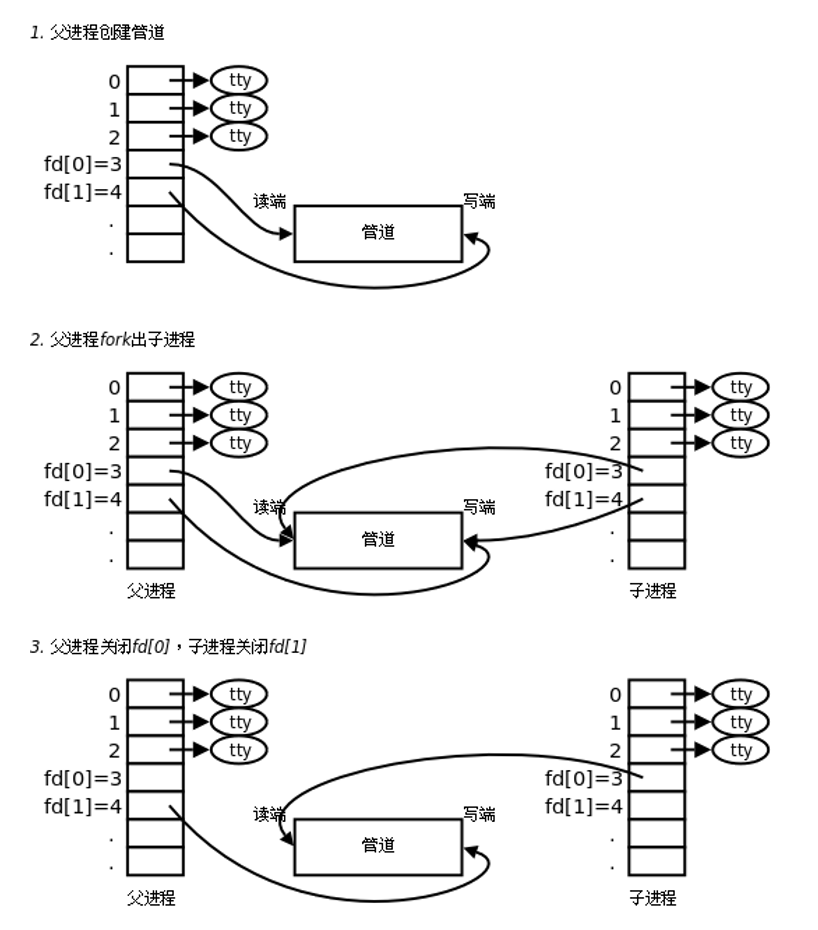 1. 父进程创建管道
0 tty
1 tty
2 tty
fd[0]=3
fd[1]=4
读端 写端
管道
.
.
2. 父进程fork出子进程
0 tty 0 tty
1 tty 1 tty
2 tty 2 tty
fd[0]=3 fd[0]=3
fd[1]=4 fd[1]=4
读端 写端
. .
管道
. .
父进程 子进程
3. 父进程关闭fd[0]，子进程关闭fd[1]
0 tty 0 tty
1 tty 1 tty
2 tty 2 tty
fd[0]=3 fd[0]=3
fd[1]=4 fd[1]=4
读端 写端
. .
管道
. .
父进程 子进程